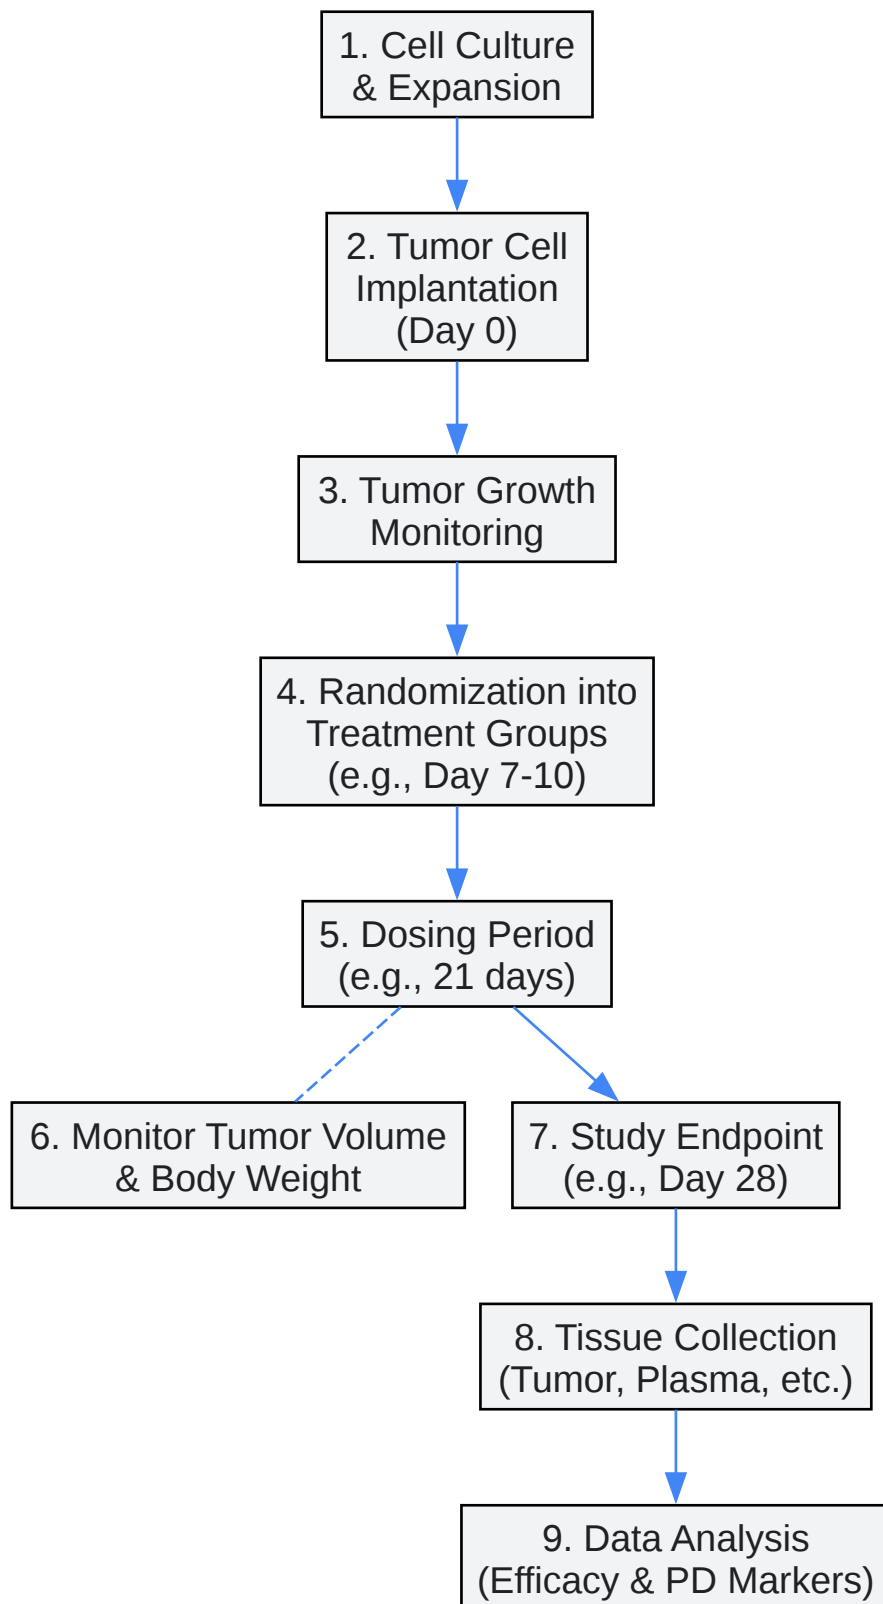 1. Cell Culture
& Expansion
2. Tumor Cell
Implantation
(Day 0)
3. Tumor Growth
Monitoring
4. Randomization into
Treatment Groups
(e.g., Day 7-10)
5. Dosing Period
(e.g., 21 days)
6. Monitor Tumor Volume
& Body Weight
7. Study Endpoint
(e.g., Day 28)
8. Tissue Collection
(Tumor, Plasma, etc.)
9. Data Analysis
(Efficacy & PD Markers)